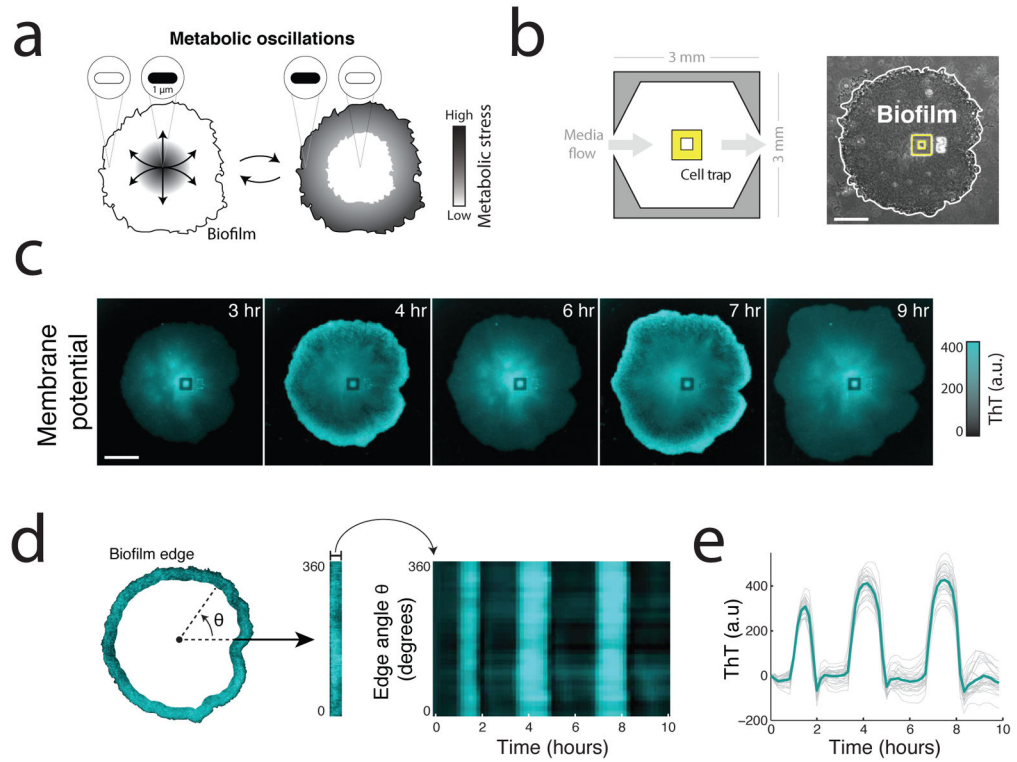 a
Metabolic oscillations
1 µm
Biofilm
High
Low
Metabolic stress
b
3 mm
3 mm
Media
flow
Cell trap
Biofilm
c
Membrane
potential
3 hr
4 hr
6 hr
7 hr
9 hr
400
200
0
ThT (a.u.)
d
Biofilm edge
θ
360
0
Edge angle θ
(degrees)
360
0
0 2 4 6 8 10
Time (hours)
e
ThT (a.u)
400
200
0
−200
0 2 4 6 8 10
Time (hours)